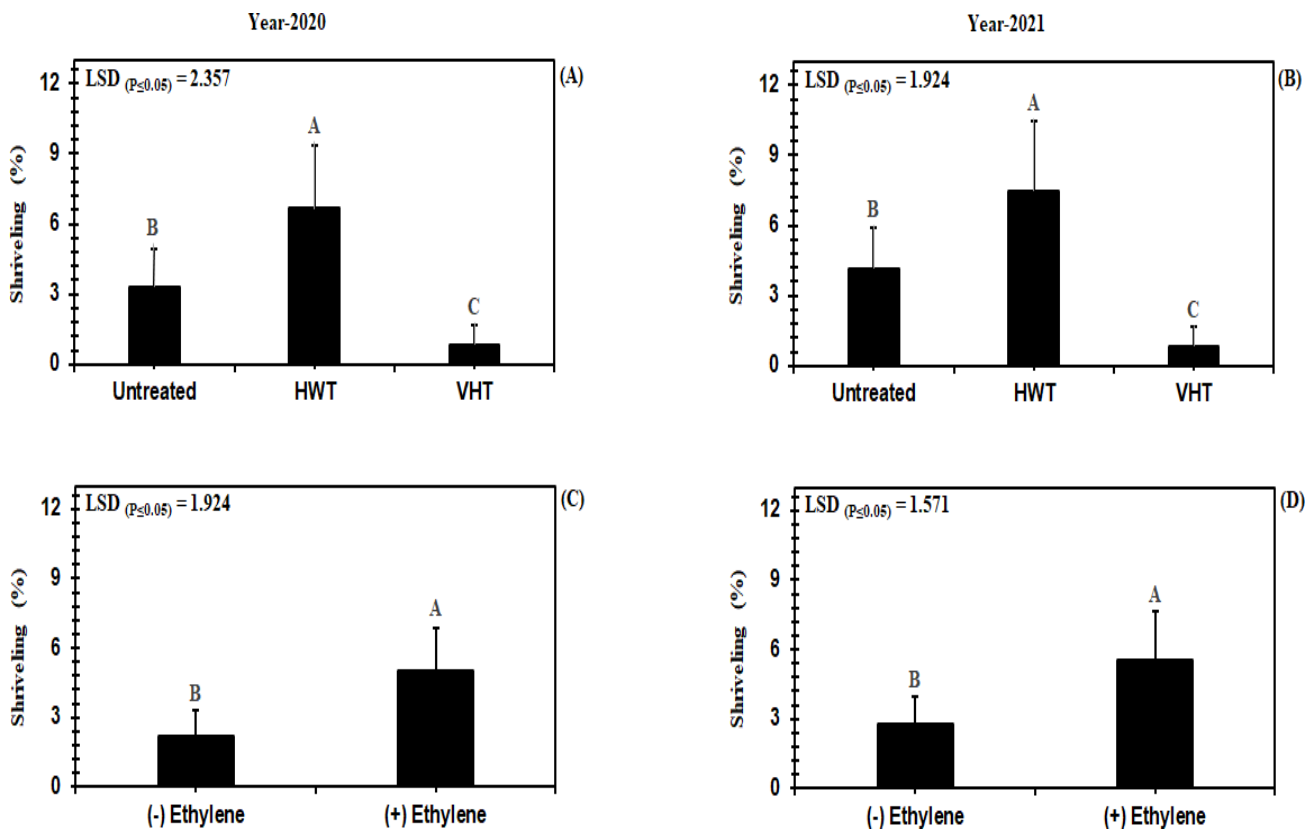 Year-2020
Year-2021
LSD (P≤0.05) = 2.357
(A)
12
9
6
3
0
Shriveling (%)
B
A
C
Untreated HWT VHT
LSD (P≤0.05) = 1.924
(B)
12
9
6
3
0
Shriveling (%)
B
A
C
Untreated HWT VHT
LSD (P≤0.05) = 1.924
(C)
12
9
6
3
0
Shriveling (%)
B
A
(-) Ethylene (+) Ethylene
LSD (P≤0.05) = 1.571
(D)
12
9
6
3
0
Shriveling (%)
B
A
(-) Ethylene (+) Ethylene